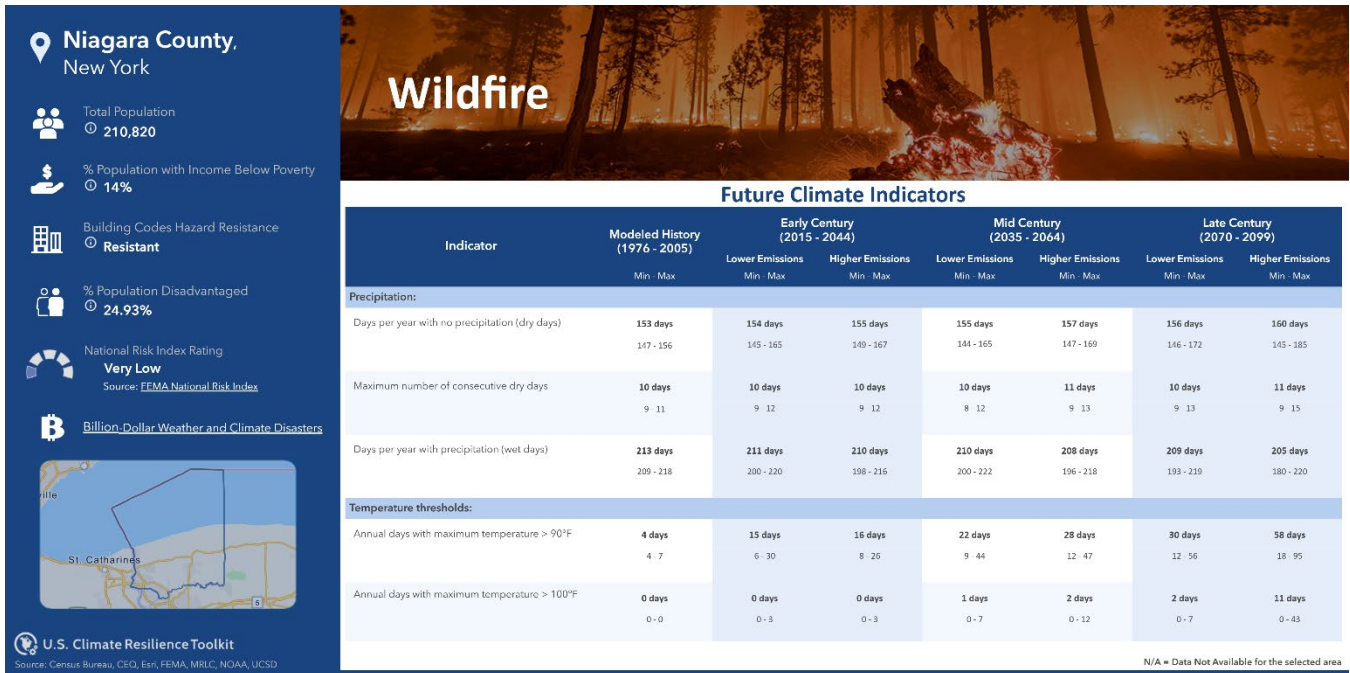 Niagara County,
New York
Total Population
210,820
% Population with Income Below Poverty
14%
Building Codes Hazard Resistance
Resistant
% Population Disadvantaged
24.93%
National Risk Index Rating
Very Low
Source: FEMA National Risk Index
Billion-Dollar Weather and Climate Disasters
ville
St. Catharines
5
U.S. Climate Resilience Toolkit
Source: Census Bureau, CEQ, Esri, FEMA, MRLC, NOAA, UCSD
Wildfire
Future Climate Indicators
Indicator
Modeled History
(1976 - 2005)
Min - Max
Early Century
(2015 - 2044)
Mid Century
(2035 - 2064)
Late Century
(2070 - 2099)
Lower Emissions Higher Emissions Lower Emissions Higher Emissions Lower Emissions Higher Emissions
Min - Max Min - Max Min - Max Min - Max Min - Max Min - Max
Precipitation:
Days per year with no precipitation (dry days) 153 days 154 days 155 days 155 days 157 days 156 days 160 days
147 - 156 145 - 165 149 - 167 144 - 165 147 - 169 146 - 172 145 - 185
Maximum number of consecutive dry days 10 days 10 days 10 days 10 days 11 days 10 days 11 days
9 - 11 9 - 12 9 - 12 8 - 12 9 - 13 9 - 13 9 - 15
Days per year with precipitation (wet days) 213 days 211 days 210 days 210 days 208 days 209 days 205 days
209 - 218 200 - 220 198 - 216 200 - 222 196 - 218 193 - 219 180 - 220
Temperature thresholds:
Annual days with maximum temperature > 90°F 4 days 15 days 16 days 22 days 28 days 30 days 58 days
4 - 7 6 - 30 8 - 26 9 - 44 12 - 47 12 - 56 18 - 95
Annual days with maximum temperature > 100°F 0 days 0 days 0 days 1 days 2 days 2 days 11 days
0 - 0 0 - 3 0 - 3 0 - 7 0 - 12 0 - 7 0 - 43
N/A = Data Not Available for the selected area